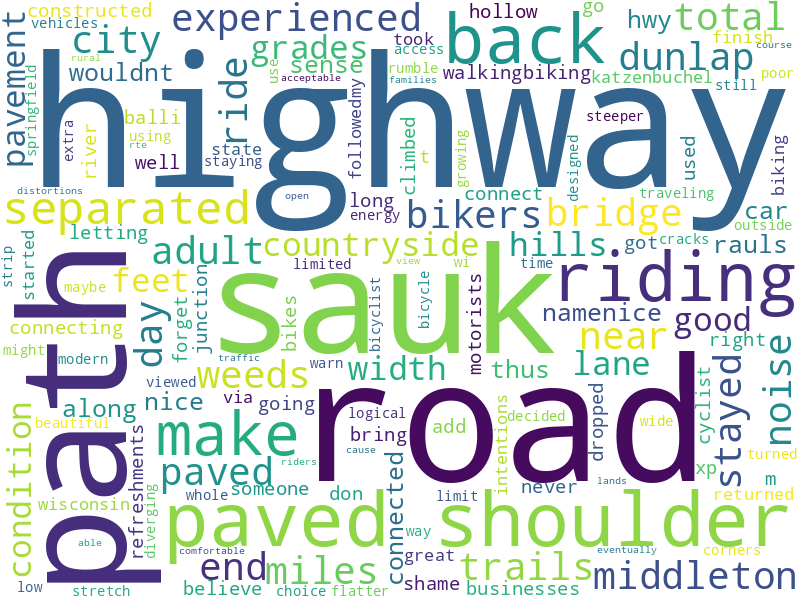 constructed
vehicles
city
experienced
hollow
go
took
back
hwy
total
finish
course
rural
grades
sense
access
rumble
dunlap
pavement
wouldnt
ride
use
acceptable
families
walkingbiking
katzenbuchel
still
poor
springfield
highway
extra
river
balli
using
rte
well
state
staying
followedmy
climbed
t
growing
steeper
designed
used
biking
distortions
open
long
energy
connect
traveling
separated
bikers
bridge
car
outside
strip
started
letting
adult
countryside
hills
got
cracks
rauls
limited
view
wi
time
maybe
feet
day
forget
junction
bikes
sauk
bicyclist
bicycle
motorists
riding
connecting
namenice
near
good
might
modern
path
traffic
warn
thus
right
viewed
weeds
width
lane
stayed
noise
via
condition
along
nice
going
logical
road
dropped
cyclist
wide
turned
beautiful
make
bring
add
intentions
decided
refreshments
riders
cause
lands
whole
someone
don
connected
limit
never
xp
m
wisconsin
diverging
paved
paved shoulder
returned
able
comfortable
way
eventually
corners
low
end
miles
great
trails
middleton
stretch
believe
choice
flatter
shame
businesses